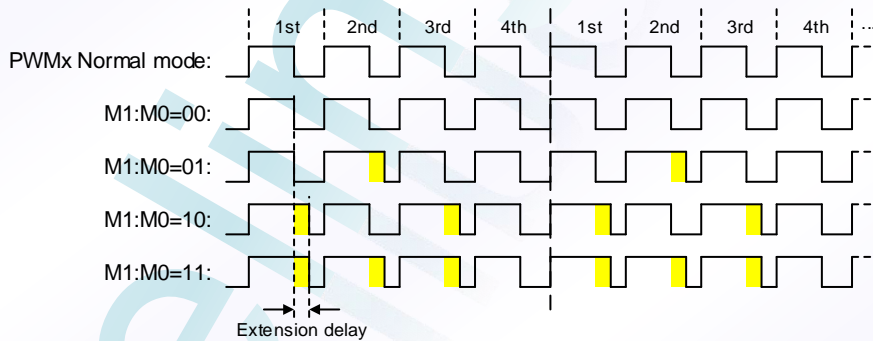 1st 2nd 3rd 4th 1st 2nd 3rd 4th ...
PWMx Normal mode:
M1:M0=00:
M1:M0=01:
M1:M0=10:
M1:M0=11:
Extension delay